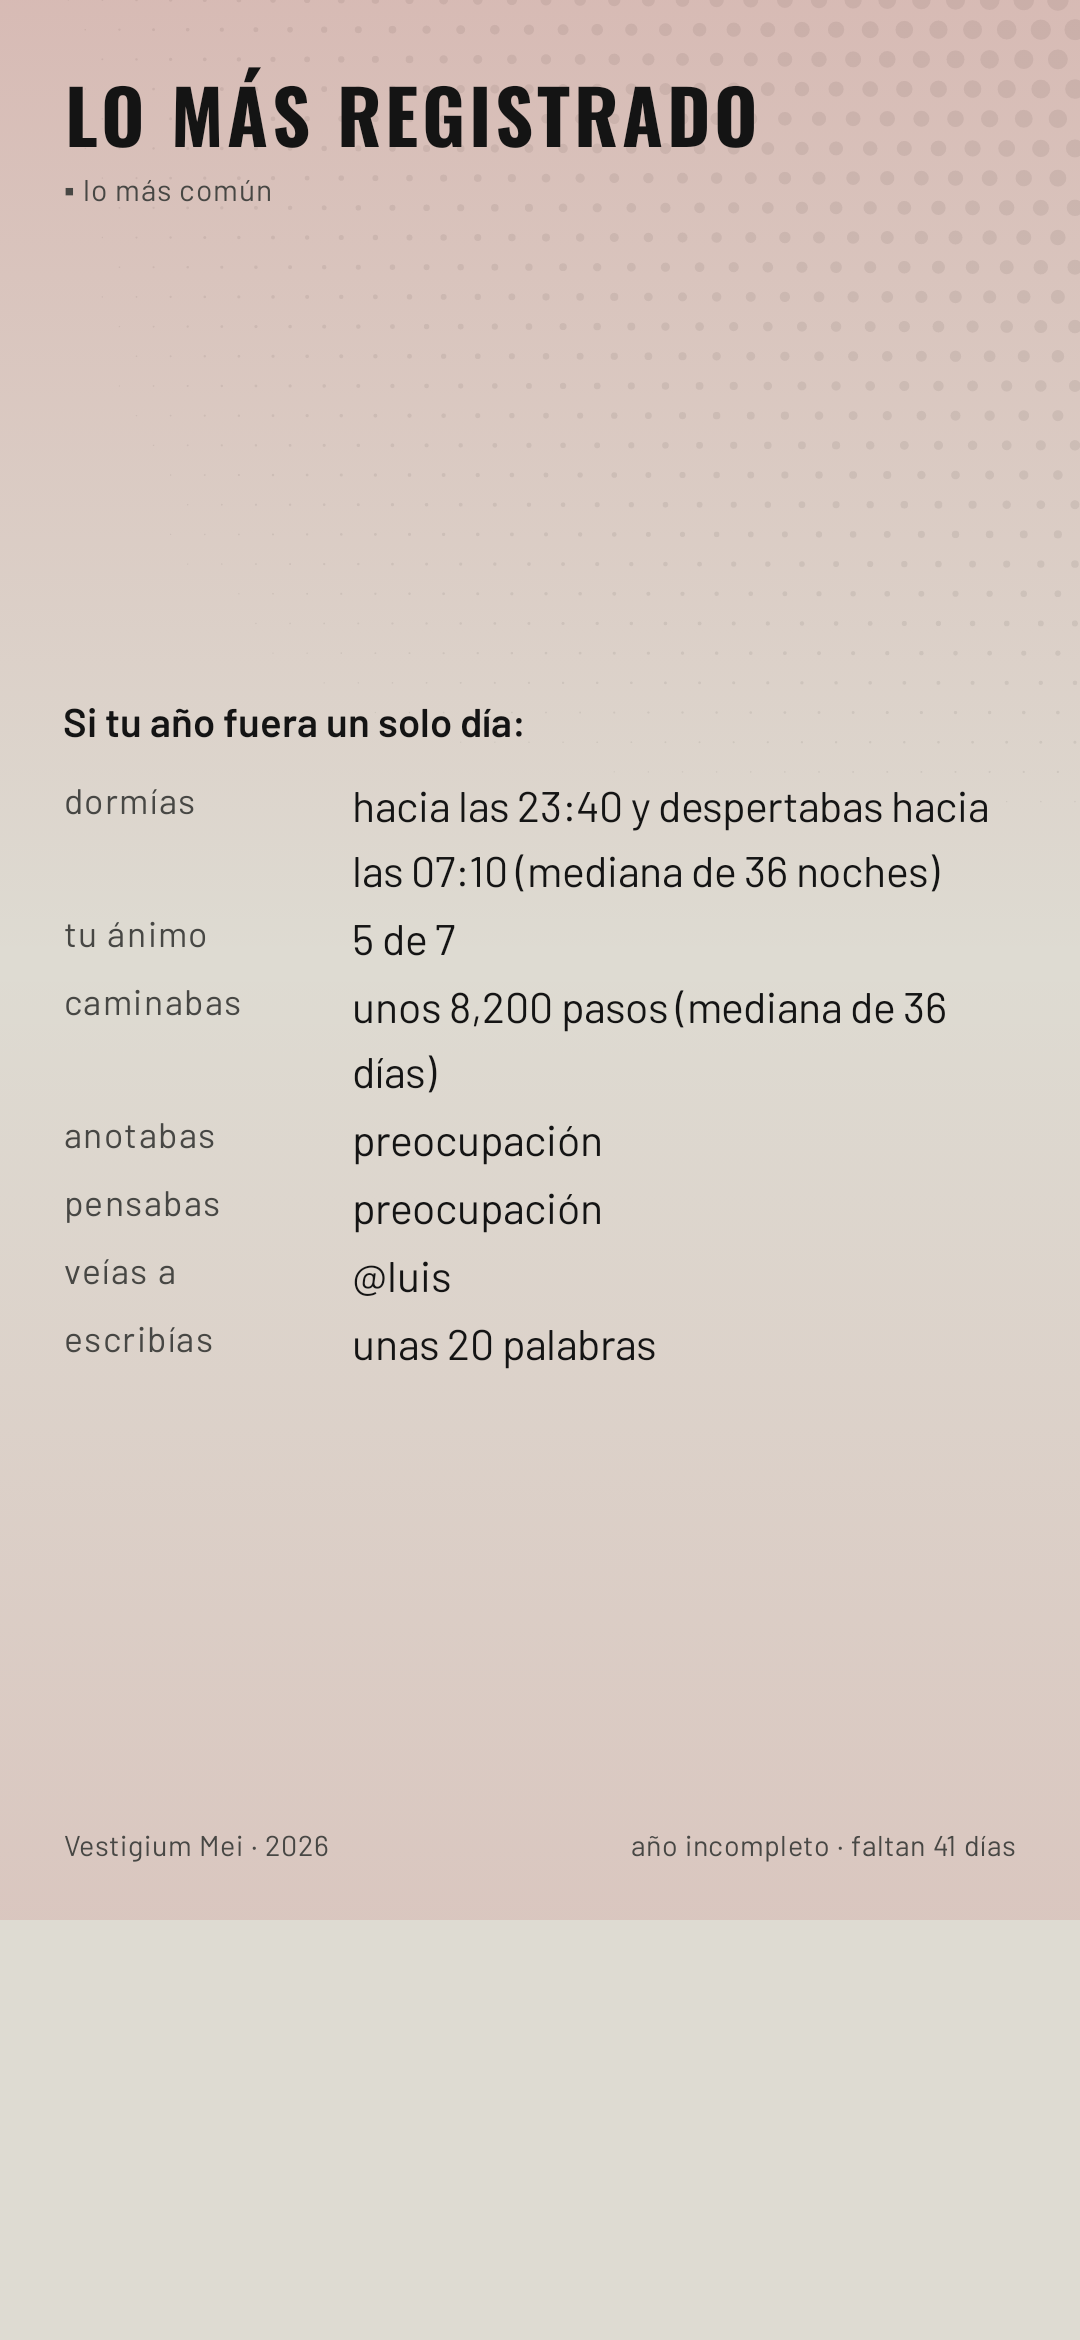 LO MÁS REGISTRADO
▪ lo más común
Si tu año fuera un solo día:
dormías hacia las 23:40 y despertabas hacia
las 07:10 (mediana de 36 noches)
tu ánimo 5 de 7
caminabas unos 8,200 pasos (mediana de 36
días)
anotabas preocupación
pensabas preocupación
veías a @luis
escribías unas 20 palabras
Vestigium Mei · 2026 año incompleto · faltan 41 días